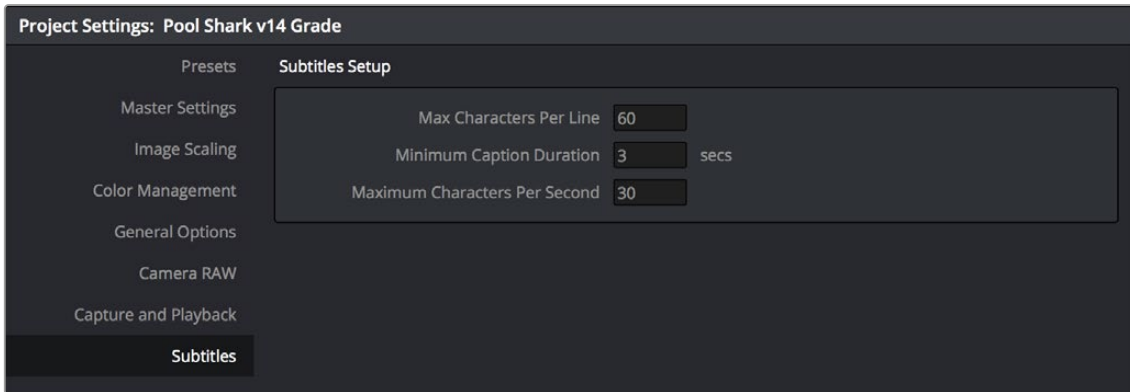 Project Settings: Pool Shark v14 Grade
Presets
Master Settings
Image Scaling
Color Management
General Options
Camera RAW
Capture and Playback
Subtitles
Subtitles Setup
Max Characters Per Line 60
Minimum Caption Duration 3 secs
Maximum Characters Per Second 30